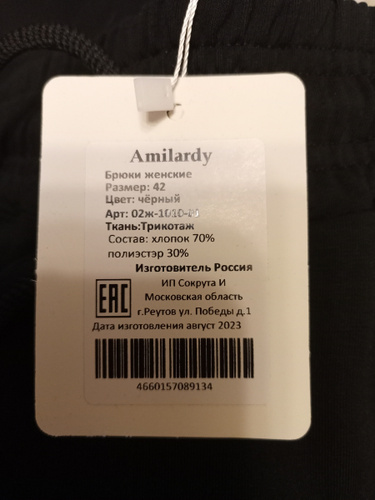 Amilardy
Брюки женские
Размер: 42
Цвет: чёрный
Арт:
Ткань:Трикотаж
Состав: хлопок 70%
полиэстэр 30%
Изготовитель Россия
ИП Сокрута И
Московская область
г.Реутов ул. Победы д.1
EAC
Дата изготовления август 2023
4660157089134